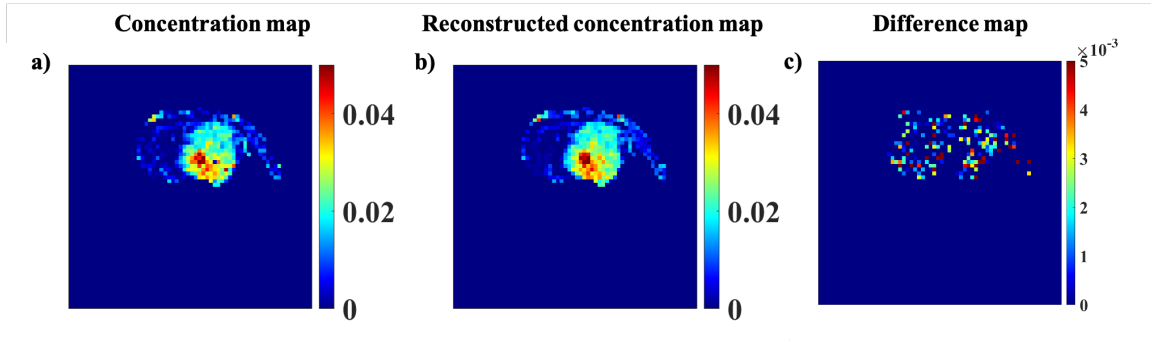 Concentration map
Reconstructed concentration map
Difference map
a)
b)
c)
0.04
0.02
0
0.04
0.02
0
×10⁻³
5
4
3
2
1
0